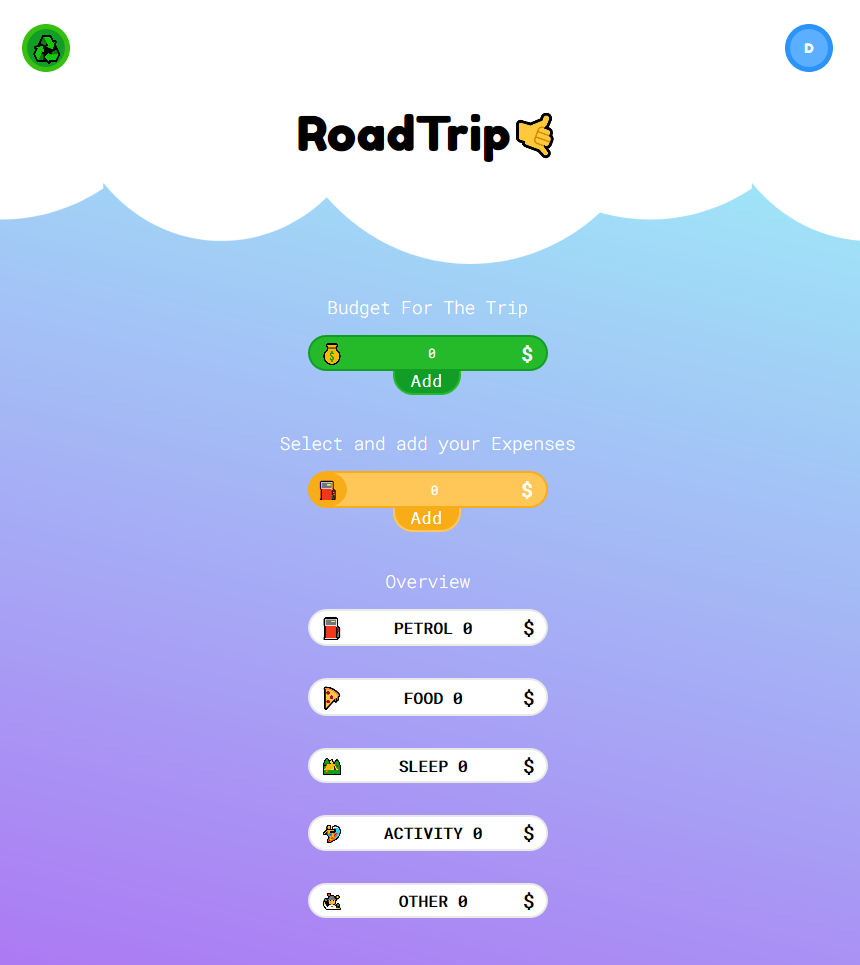 D
RoadTrip
Budget For The Trip
0 $
Add
Select and add your Expenses
0 $
Add
Overview
PETROL 0 $
FOOD 0 $
SLEEP 0 $
ACTIVITY 0 $
OTHER 0 $